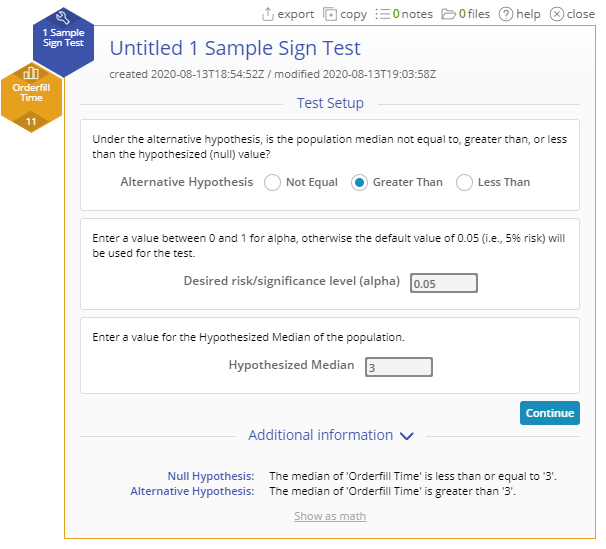 export copy 0 notes 0 files ? help close
1 Sample
Sign Test
Orderfill
Time
11
Untitled 1 Sample Sign Test
created 2020-08-13T18:54:52Z / modified 2020-08-13T19:03:58Z
Test Setup
Under the alternative hypothesis, is the population median not equal to, greater than, or less
than the hypothesized (null) value?
Alternative Hypothesis Not Equal Greater Than Less Than
Enter a value between 0 and 1 for alpha, otherwise the default value of 0.05 (i.e., 5% risk) will
be used for the test.
Desired risk/significance level (alpha) 0.05
Enter a value for the Hypothesized Median of the population.
Hypothesized Median 3
Continue
Additional information
Null Hypothesis: The median of 'Orderfill Time' is less than or equal to '3'.
Alternative Hypothesis: The median of 'Orderfill Time' is greater than '3'.
Show as math